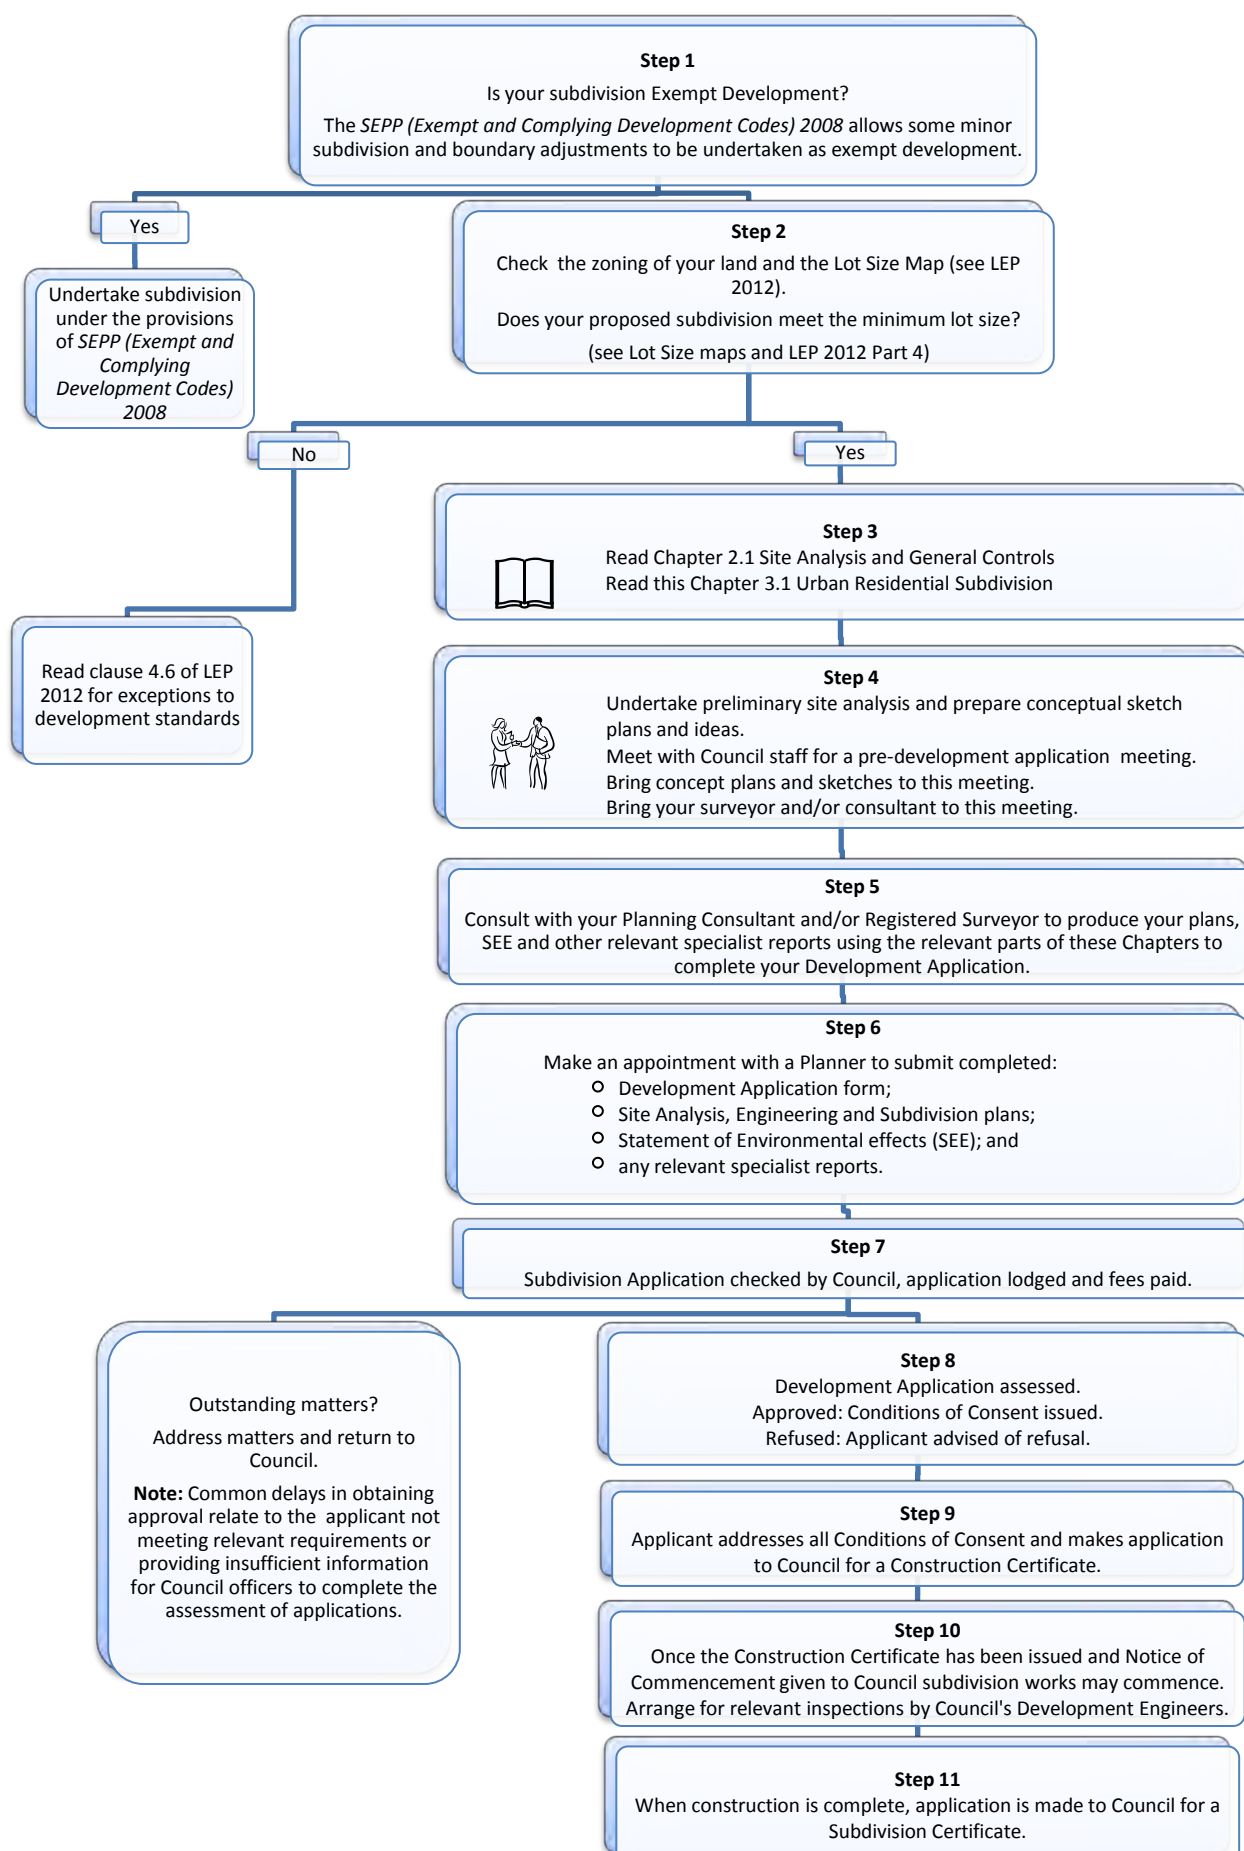 Step 1
Is your subdivision Exempt Development?
The SEPP (Exempt and Complying Development Codes) 2008 allows some minor
subdivision and boundary adjustments to be undertaken as exempt development.
Yes
Undertake subdivision
under the provisions
of SEPP (Exempt and
Complying
Development Codes)
2008
Step 2
Check the zoning of your land and the Lot Size Map (see LEP
2012).
Does your proposed subdivision meet the minimum lot size?
(see Lot Size maps and LEP 2012 Part 4)
No
Yes
Read clause 4.6 of LEP
2012 for exceptions to
development standards
Step 3
Read Chapter 2.1 Site Analysis and General Controls
Read this Chapter 3.1 Urban Residential Subdivision
Step 4
Undertake preliminary site analysis and prepare conceptual sketch
plans and ideas.
Meet with Council staff for a pre-development application meeting.
Bring concept plans and sketches to this meeting.
Bring your surveyor and/or consultant to this meeting.
Step 5
Consult with your Planning Consultant and/or Registered Surveyor to produce your plans,
SEE and other relevant specialist reports using the relevant parts of these Chapters to
complete your Development Application.
Step 6
Make an appointment with a Planner to submit completed:
o Development Application form;
o Site Analysis, Engineering and Subdivision plans;
o Statement of Environmental effects (SEE); and
o any relevant specialist reports.
Step 7
Subdivision Application checked by Council, application lodged and fees paid.
Outstanding matters?
Address matters and return to
Council.
Note: Common delays in obtaining
approval relate to the applicant not
meeting relevant requirements or
providing insufficient information
for Council officers to complete the
assessment of applications.
Step 8
Development Application assessed.
Approved: Conditions of Consent issued.
Refused: Applicant advised of refusal.
Step 9
Applicant addresses all Conditions of Consent and makes application
to Council for a Construction Certificate.
Step 10
Once the Construction Certificate has been issued and Notice of
Commencement given to Council subdivision works may commence.
Arrange for relevant inspections by Council's Development Engineers.
Step 11
When construction is complete, application is made to Council for a
Subdivision Certificate.